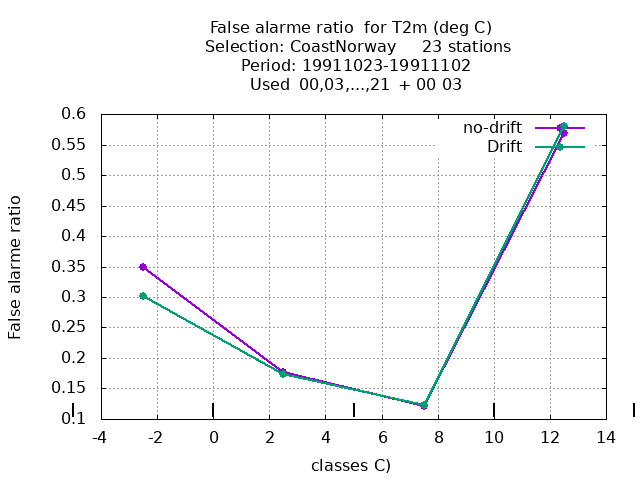 False alarme ratio  for T2m (deg C)
Selection: CoastNorway     23 stations
Period: 19911023-19911102
Used  00,03,...,21  + 00 03
no-drift
Drift
False alarme ratio
0.6
0.55
0.5
0.45
0.4
0.35
0.3
0.25
0.2
0.15
0.1
-4 -2 0 2 4 6 8 10 12 14
classes C)